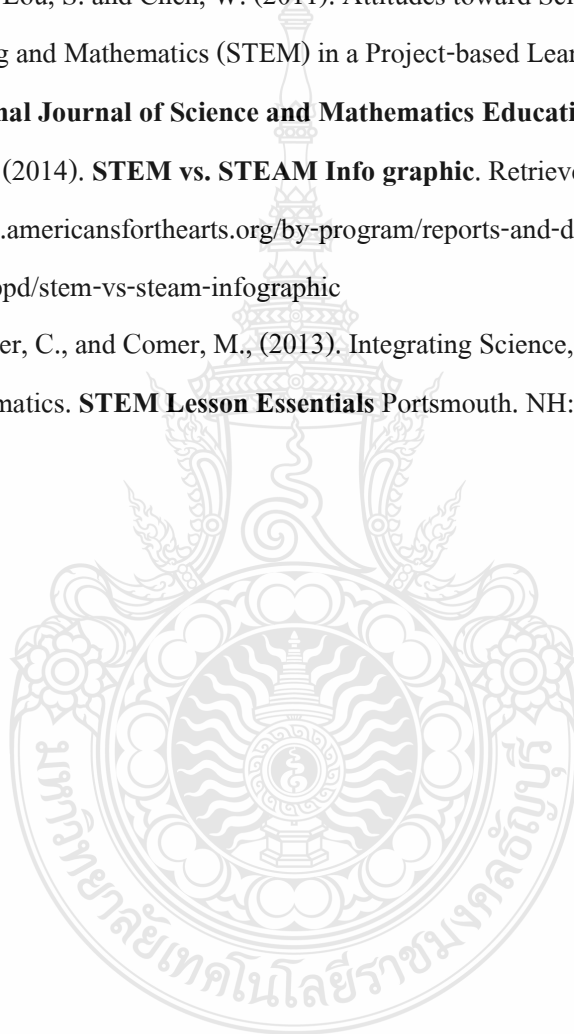 Lou, S. and Chen, W. (2011). Attitudes toward Sci
g and Mathematics (STEM) in a Project-based Lear
nal Journal of Science and Mathematics Educati
(2014). STEM vs. STEAM Info graphic. Retrieve
.americansforthearts.org/by-program/reports-and-d
ppd/stem-vs-steam-infographic
er, C., and Comer, M., (2013). Integrating Science,
matics. STEM Lesson Essentials Portsmouth. NH:
มหาวิทยาลัยเทคโนโลยีราชมงคลธัญบุรี